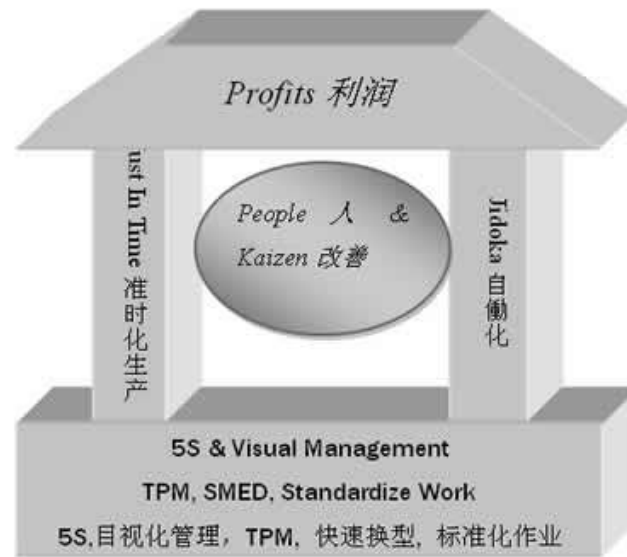 Profits 利润
ust In Time 准时化生产
People 人 &
Kaizen 改善
Jidoka 自働化
5S & Visual Management
TPM, SMED, Standardize Work
5S,目视化管理，TPM, 快速换型, 标准化作业